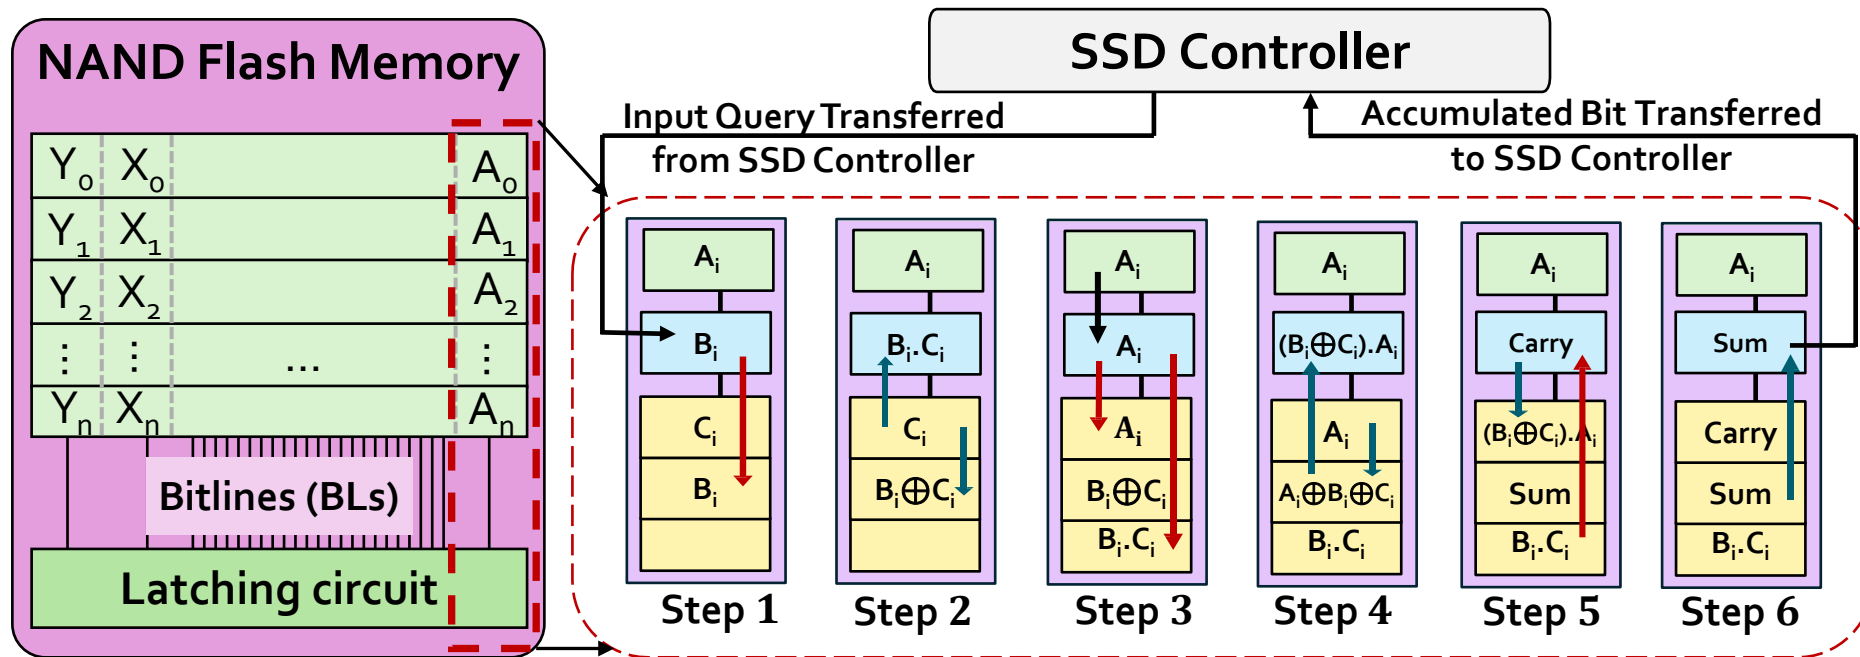 NAND Flash Memory
Y₀ X₀ A₀
Y₁ X₁ A₁
Y₂ X₂ A₂
⋮ ⋮ ... ⋮
Yₙ Xₙ Aₙ
Bitlines (BLs)
Latching circuit
SSD Controller
Input Query Transferred
from SSD Controller
Accumulated Bit Transferred
to SSD Controller
Aᵢ
Bᵢ
Cᵢ
Bᵢ
Step 1
Aᵢ
Bᵢ.Cᵢ
Cᵢ
Bᵢ⊕Cᵢ
Step 2
Aᵢ
Aᵢ
Aᵢ
Bᵢ⊕Cᵢ
Bᵢ.Cᵢ
Step 3
Aᵢ
(Bᵢ⊕Cᵢ).Aᵢ
Aᵢ
Aᵢ⊕Bᵢ⊕Cᵢ
Bᵢ.Cᵢ
Step 4
Aᵢ
Carry
(Bᵢ⊕Cᵢ).Aᵢ
Sum
Bᵢ.Cᵢ
Step 5
Aᵢ
Sum
Carry
Sum
Bᵢ.Cᵢ
Step 6